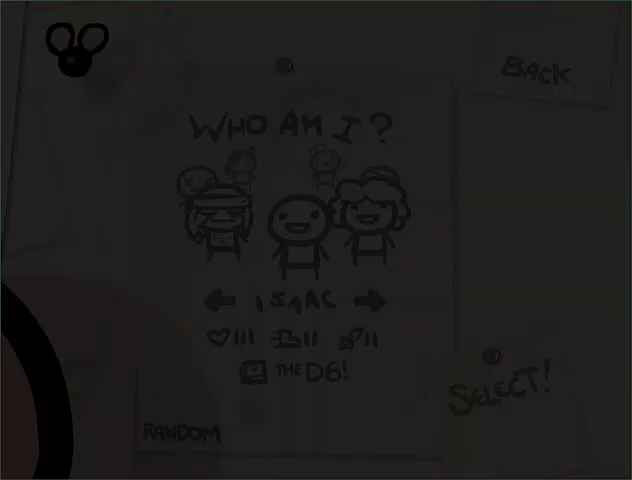 BACK
WHO AM I?
ISAAC
THE D6!
SELECT!
RANDOM